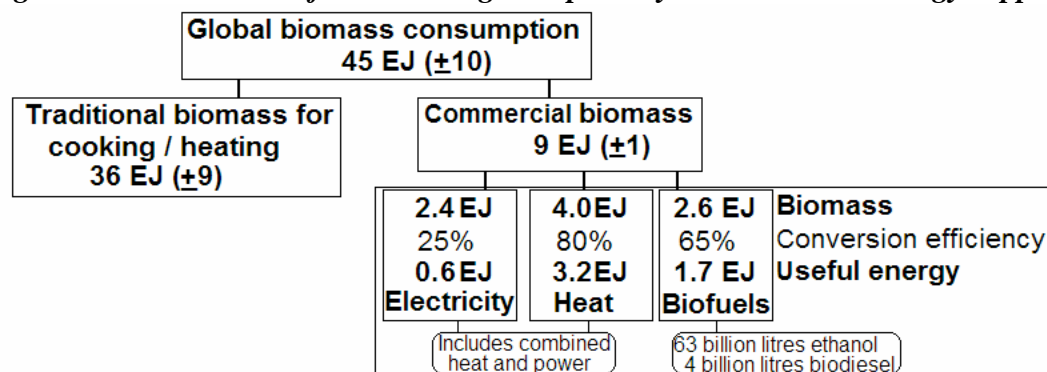 Global biomass consumption
45 EJ (±10)
Traditional biomass for
cooking / heating
36 EJ (±9)
Commercial biomass
9 EJ (±1)
2.4 EJ 4.0EJ 2.6 EJ Biomass
25% 80% 65% Conversion efficiency
0.6EJ 3.2EJ 1.7 EJ Useful energy
Electricity Heat Biofuels
Includes combined
heat and power
63 billion litres ethanol
4 billion litres biodiesel